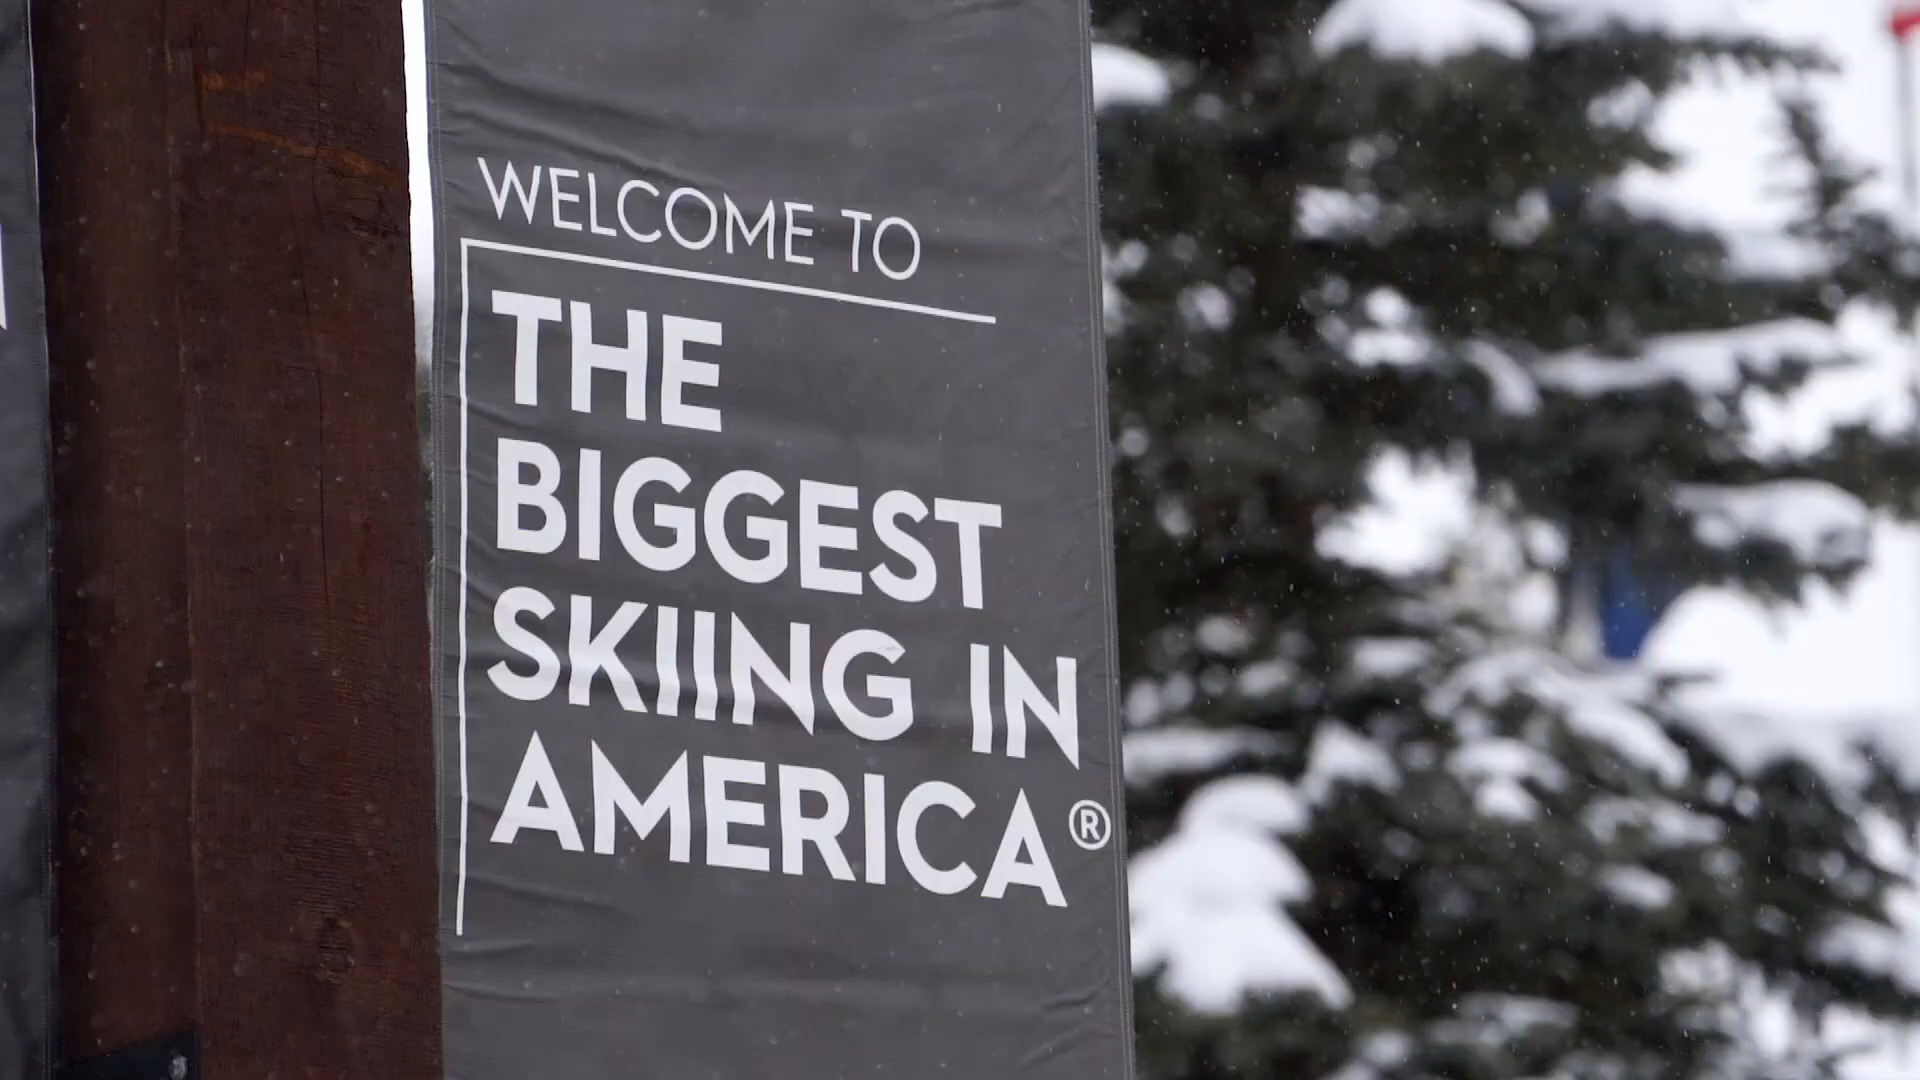 WELCOME TO
THE
BIGGEST
SKIING IN
AMERICA®